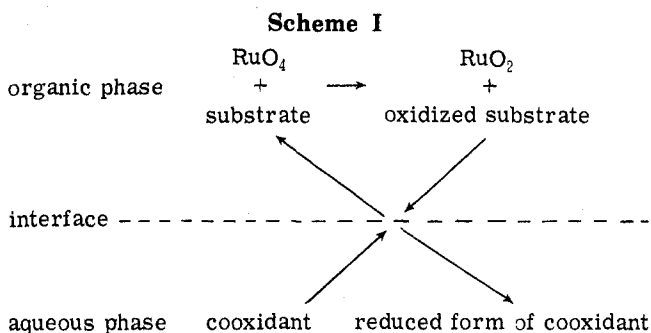 Scheme I
RuO4 RuO2
organic phase + → +
substrate oxidized substrate
interface
aqueous phase cooxidant reduced form of cooxidant